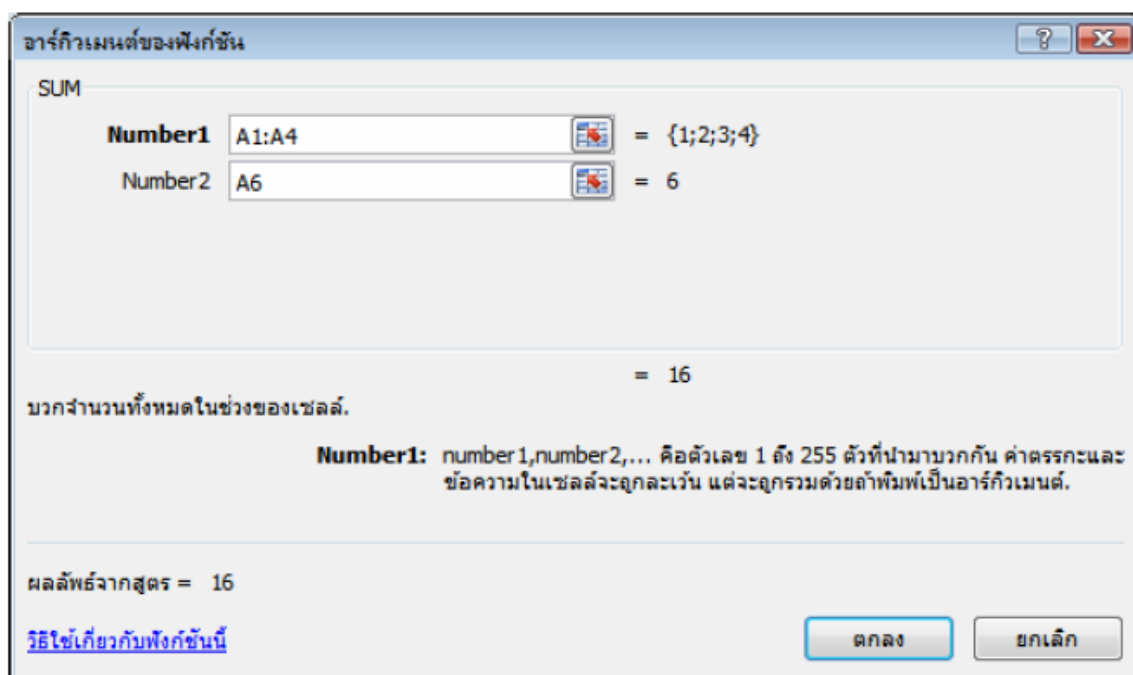 อาร์กิวเมนต์ของฟังก์ชัน
SUM
Number1 A1:A4 = {1;2;3;4}
Number2 A6 = 6
= 16
บวกจำนวนทั้งหมดในช่วงของเซลล์.
Number1: number1,number2,... คือตัวเลข 1 ถึง 255 ตัวที่นำมาบวกกัน ค่าตรรกะและ
ข้อความในเซลล์จะถูกละเว้น แต่จะถูกรวมด้วยถ้าพิมพ์เป็นอาร์กิวเมนต์.
ผลลัพธ์จากสูตร = 16
วิธีใช้เกี่ยวกับฟังก์ชันนี้ ตกลง ยกเลิก